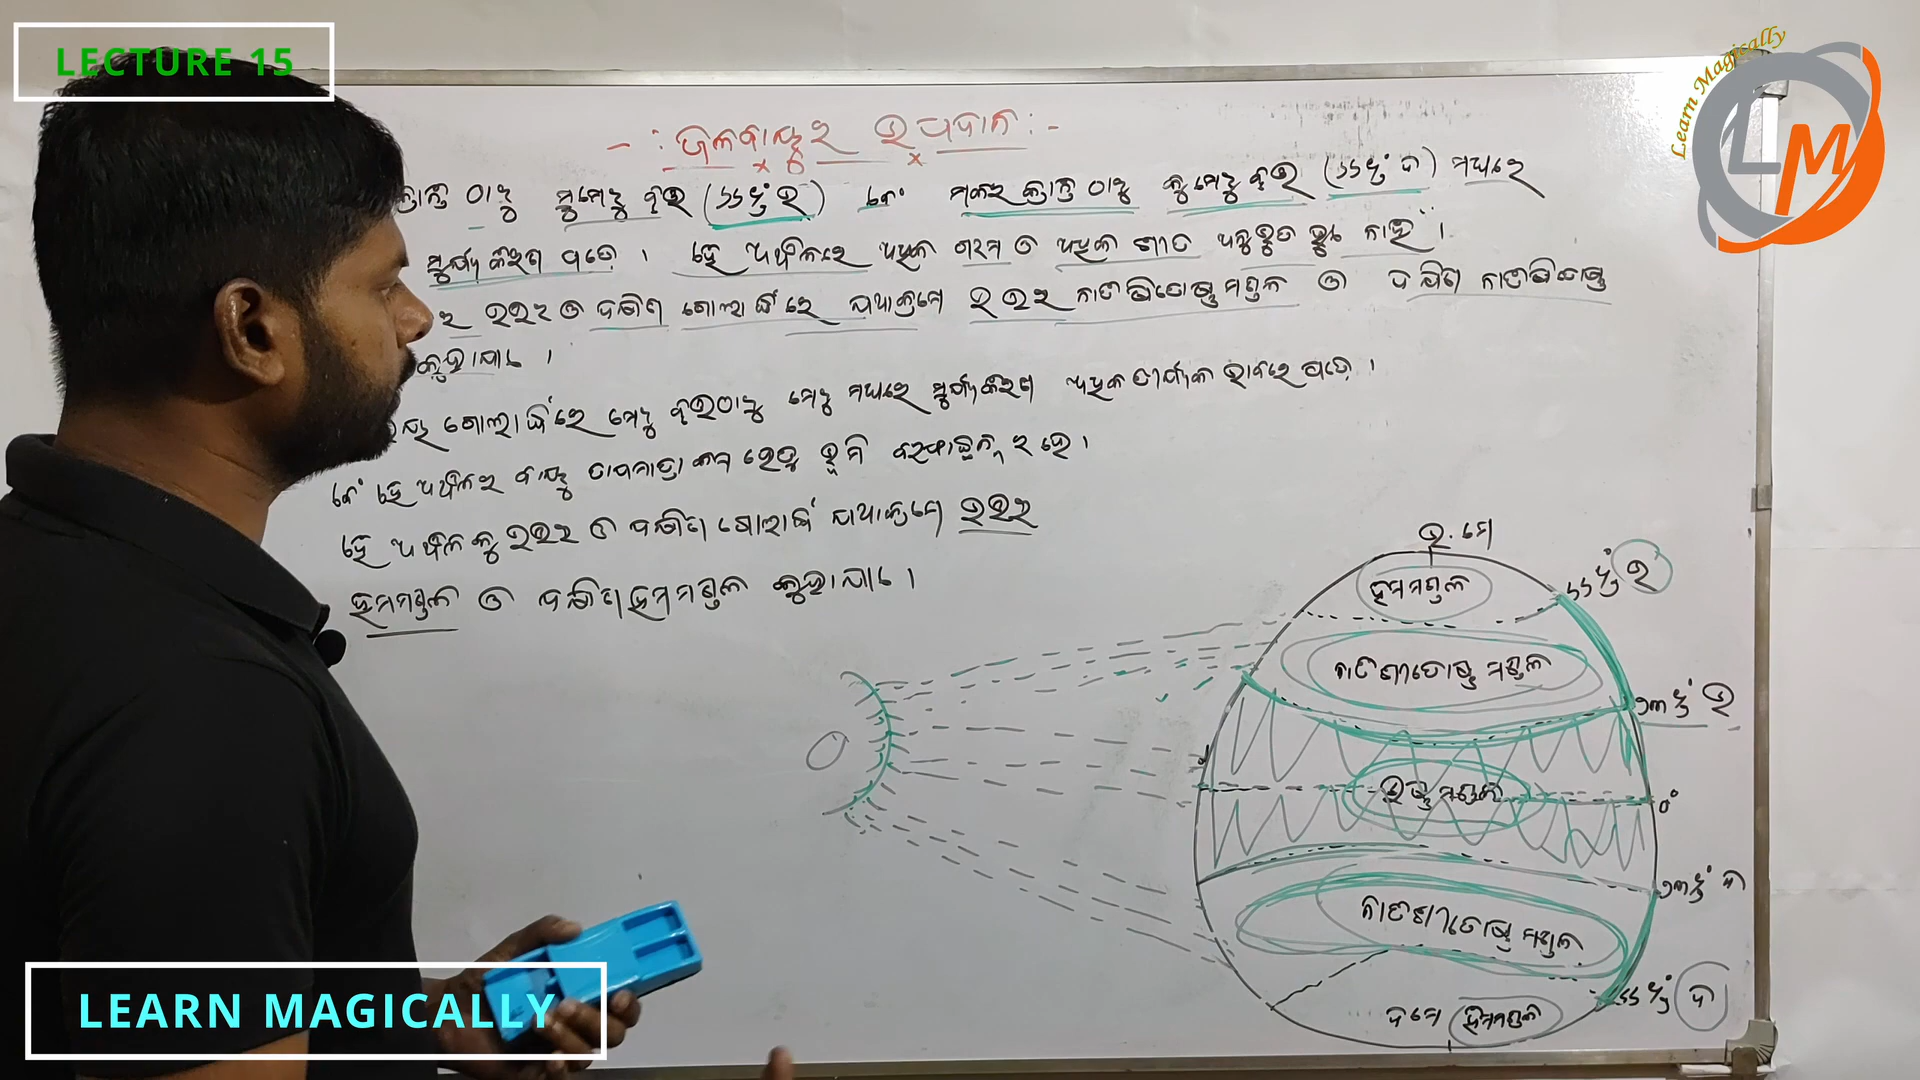 LECTURE 15
Learn Magically
LM
- : ଜଳବାୟୁର ଉପାଦାନ : -
କ୍ରାନ୍ତ ଠାରୁ ସୁମେରୁ ବୃତ୍ତ (୬୬½° ଉ) ଏବଂ ମକର କ୍ରାନ୍ତ ଠାରୁ କୁମେରୁ ବୃତ୍ତ (୬୬½° ଦ) ମଧ୍ୟରେ
ସୂର୍ଯ୍ୟ କିରଣ ପଡ଼େ । ଏହି ଅଞ୍ଚଳରେ ଅଧିକ ଗରମ ଓ ଅଧିକ ଶୀତ ଅନୁଭୂତ ହୁଏ ନାହିଁ ।
ର ଉତ୍ତର ଓ ଦକ୍ଷିଣ ଗୋଲାର୍ଦ୍ଧରେ ଯଥାକ୍ରମେ ଉତ୍ତର ନାତିଶୀତୋଷ୍ଣ ମଣ୍ଡଳ ଓ ଦକ୍ଷିଣ ନାତିଶୀତୋଷ୍ଣ
କୁହାଯାଏ ।
ଗୋଲାର୍ଦ୍ଧରେ ମେରୁ ବୃତ୍ତଠାରୁ ମେରୁ ମଧ୍ୟରେ ସୂର୍ଯ୍ୟକିରଣ ଅଧିକ ତୀର୍ଯ୍ୟକ ଭାବରେ ପଡ଼େ ।
ଏବଂ ଏହି ଅଞ୍ଚଳର ବାୟୁ ତାପମାତ୍ରା କମ ହେତୁ ଭୂମି ବରଫାଚ୍ଛନ୍ନ ରହେ ।
ଏହି ଅଞ୍ଚଳକୁ ଉତ୍ତର ଓ ଦକ୍ଷିଣ ଗୋଲାର୍ଦ୍ଧ ଯଥାକ୍ରମେ ଉତ୍ତର
ହିମମଣ୍ଡଳ ଓ ଦକ୍ଷିଣ ହିମମଣ୍ଡଳ କୁହାଯାଏ ।
ଉ. ମେ
ହିମମଣ୍ଡଳ
୬୬½° ଉ
ନାତିଶୀତୋଷ୍ଣ ମଣ୍ଡଳ
୨୩½° ଉ
ଉଷ୍ଣ ମଣ୍ଡଳ
୦°
୨୩½° ଦ
ନାତିଶୀତୋଷ୍ଣ ମଣ୍ଡଳ
୬୬½° ଦ
ଦ ମେ ହିମମଣ୍ଡଳ
LEARN MAGICALLY